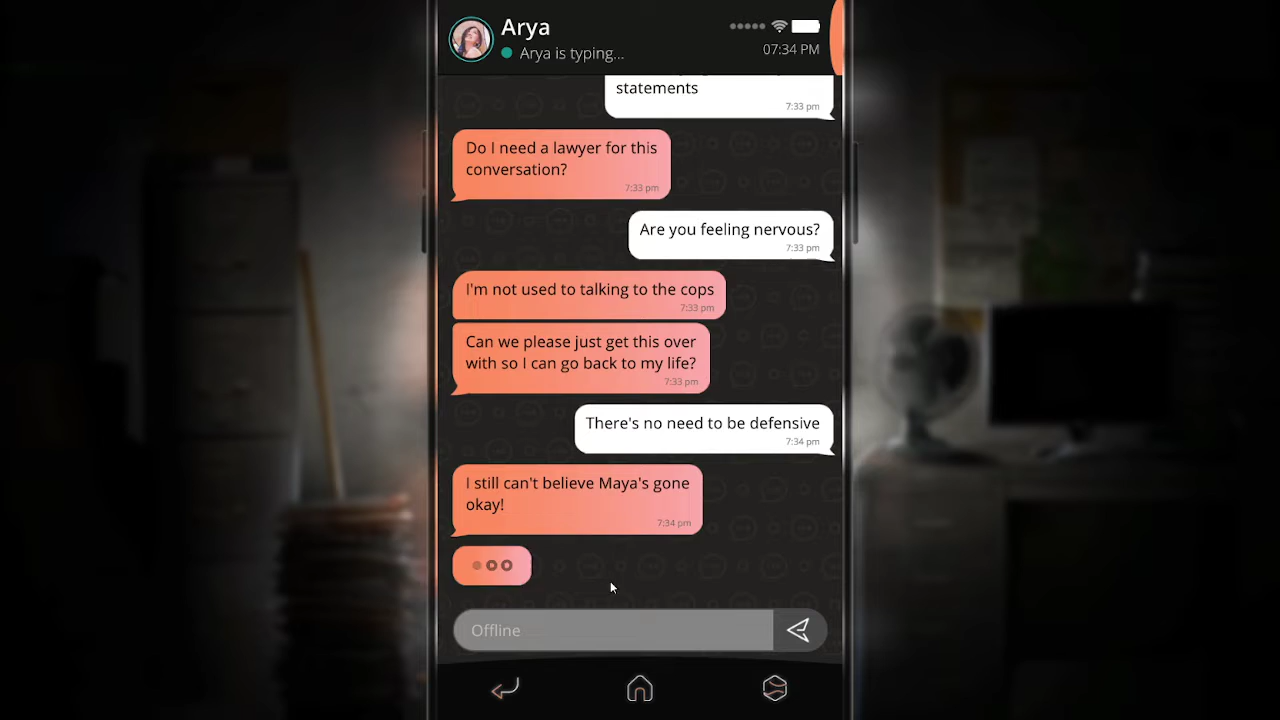 Arya
Arya is typing...
07:34 PM
statements
7:33 pm
Do I need a lawyer for this
conversation?
7:33 pm
Are you feeling nervous?
7:33 pm
I'm not used to talking to the cops
7:33 pm
Can we please just get this over
with so I can go back to my life?
7:33 pm
There's no need to be defensive
7:34 pm
I still can't believe Maya's gone
okay!
7:34 pm
Offline